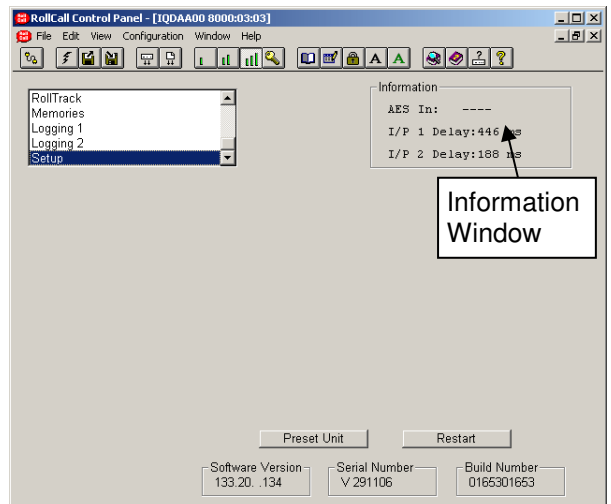 RollCall Control Panel - [IQDAA00 8000:03:03]
File Edit View Configuration Window Help
A A ?
RollTrack
Memories
Logging 1
Logging 2
Setup
Information
AES In: ----
I/P 1 Delay:446 ms
I/P 2 Delay:188 ms
Information
Window
Preset Unit Restart
Software Version Serial Number Build Number
133.20. .134 V 291106 0165301653